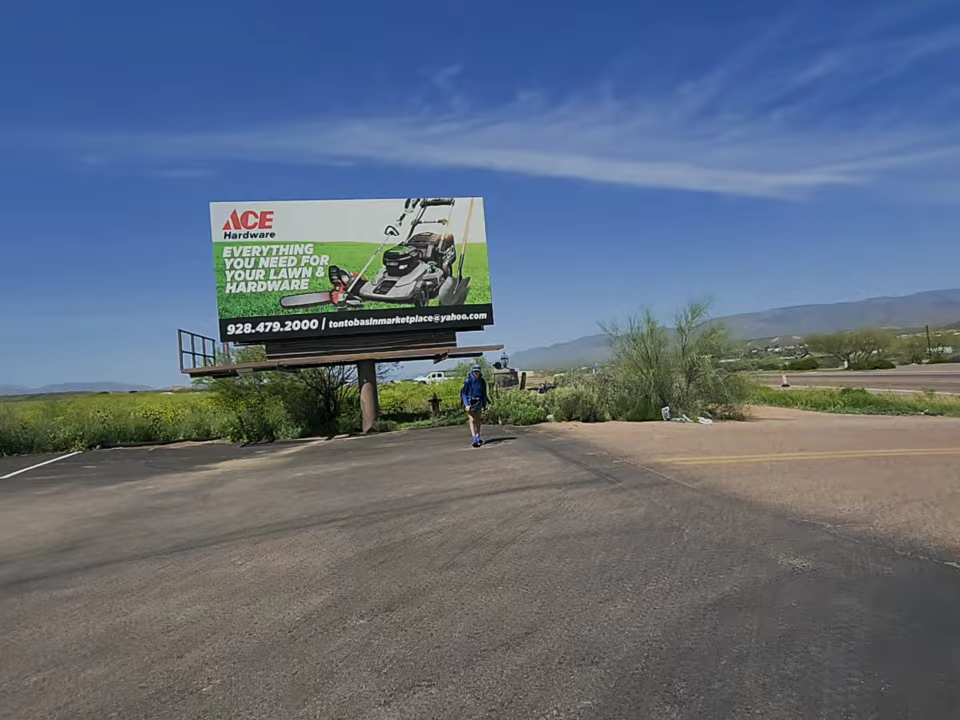 ACE
Hardware
EVERYTHING
YOU NEED FOR
YOUR LAWN &
HARDWARE
928.479.2000 | tontobasinmarketplace@yahoo.com